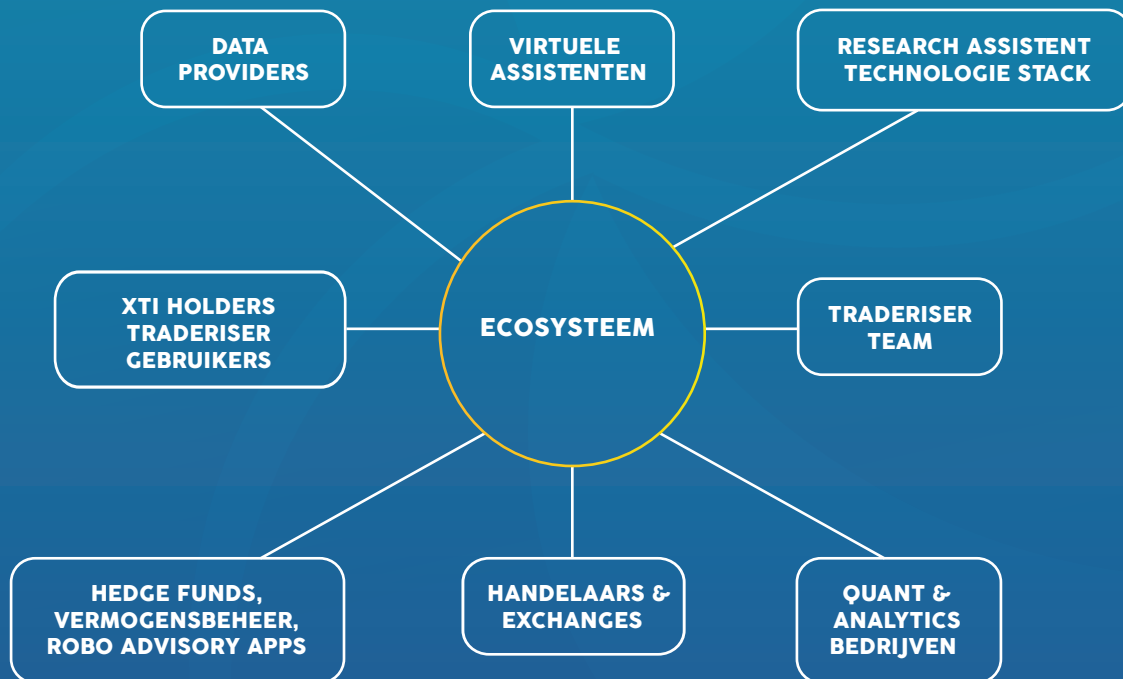 DATA
PROVIDERS
VIRTUELE
ASSISTENTEN
RESEARCH ASSISTENT
TECHNOLOGIE STACK
XTI HOLDERS
TRADERISER
GEBRUIKERS
ECOSYSTEEM
TRADERISER
TEAM
HEDGE FUNDS,
VERMOGENSBEHEER,
ROBO ADVISORY APPS
HANDELAARS &
EXCHANGES
QUANT &
ANALYTICS
BEDRIJVEN